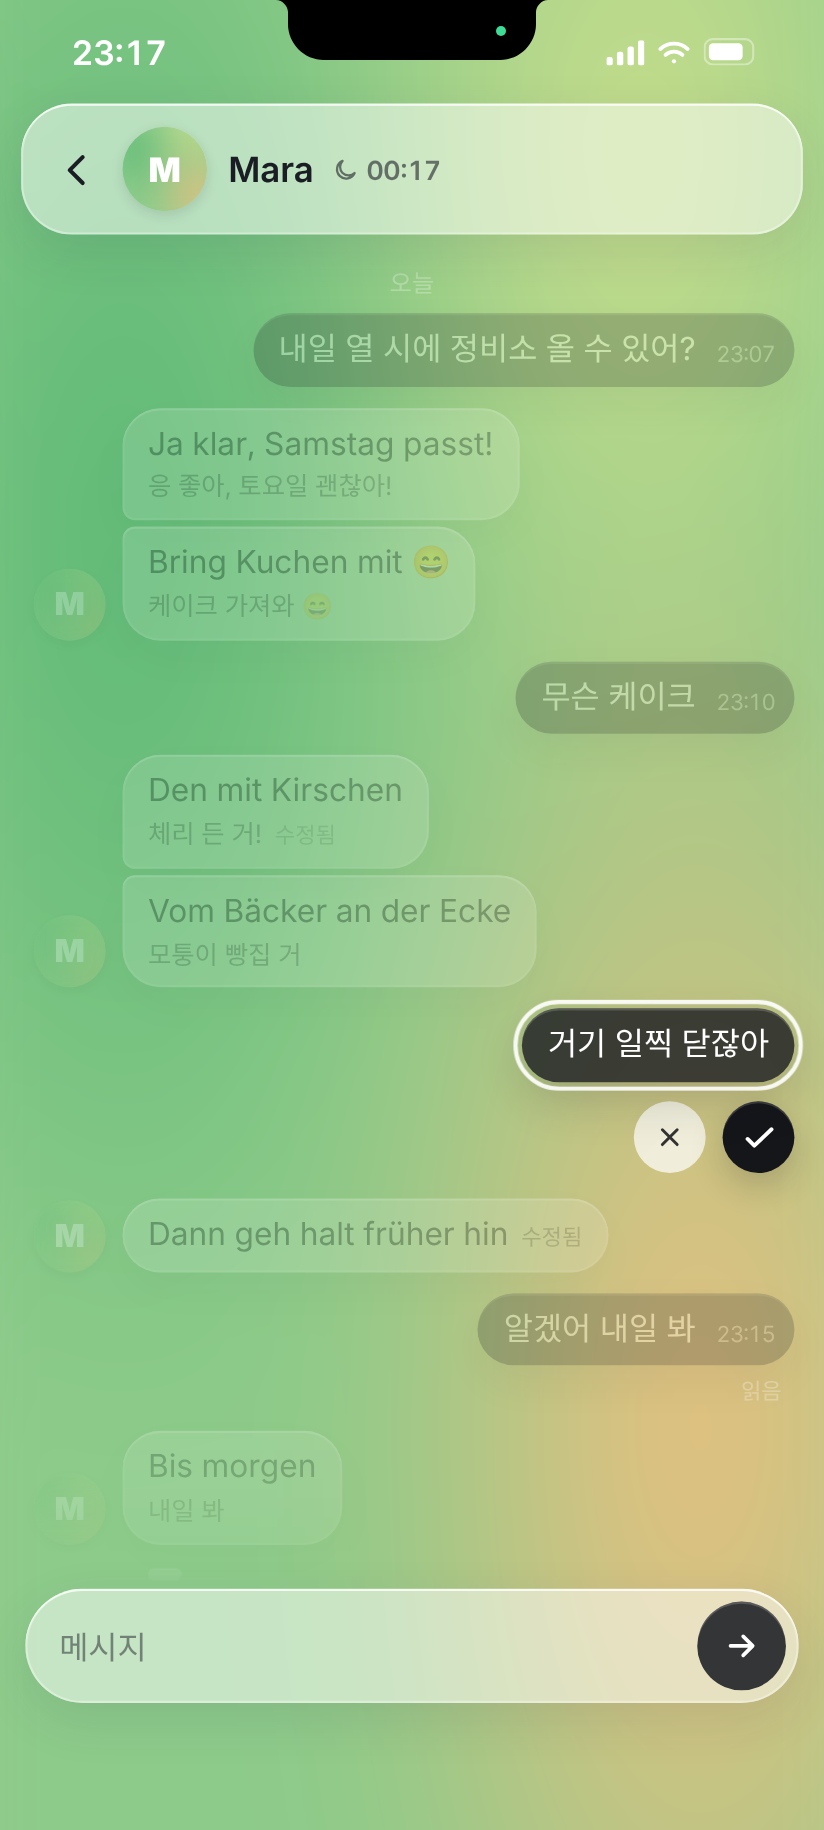 23:17
M
Mara 00:17
오늘
내일 열 시에 정비소 올 수 있어? 23:07
Ja klar, Samstag passt!
응 좋아, 토요일 괜찮아!
Bring Kuchen mit 😄
케이크 가져와 😄
M
무슨 케이크 23:10
Den mit Kirschen
체리 든 거! 수정됨
Vom Bäcker an der Ecke
모퉁이 빵집 거
M
거기 일찍 닫잖아
M
Dann geh halt früher hin 수정됨
알겠어 내일 봐 23:15
읽음
Bis morgen
내일 봐
M
메시지